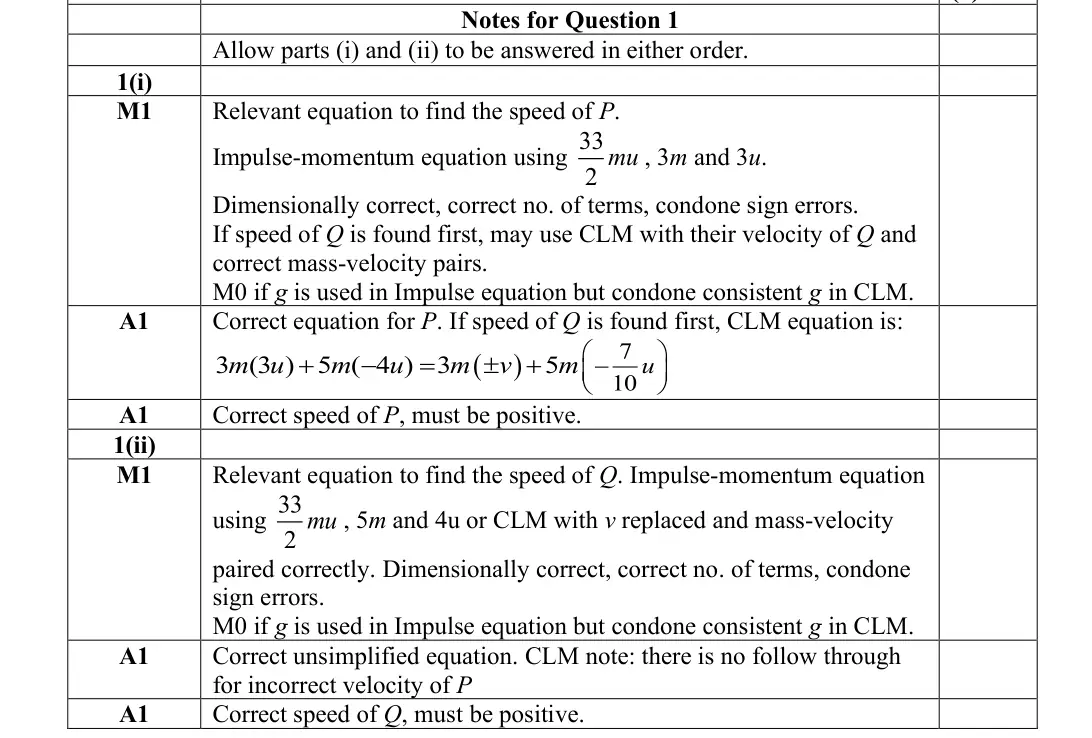 Notes for Question 1
Allow parts (i) and (ii) to be answered in either order.
1(i)
M1 Relevant equation to find the speed of P.
Impulse-momentum equation using 33/2 mu , 3m and 3u.
Dimensionally correct, correct no. of terms, condone sign errors.
If speed of Q is found first, may use CLM with their velocity of Q and
correct mass-velocity pairs.
M0 if g is used in Impulse equation but condone consistent g in CLM.
A1 Correct equation for P. If speed of Q is found first, CLM equation is:
3m(3u) + 5m(−4u) = 3m(±v) + 5m(−7/10 u)
A1 Correct speed of P, must be positive.
1(ii)
M1 Relevant equation to find the speed of Q. Impulse-momentum equation
using 33/2 mu , 5m and 4u or CLM with v replaced and mass-velocity
paired correctly. Dimensionally correct, correct no. of terms, condone
sign errors.
M0 if g is used in Impulse equation but condone consistent g in CLM.
A1 Correct unsimplified equation. CLM note: there is no follow through
for incorrect velocity of P
A1 Correct speed of Q, must be positive.